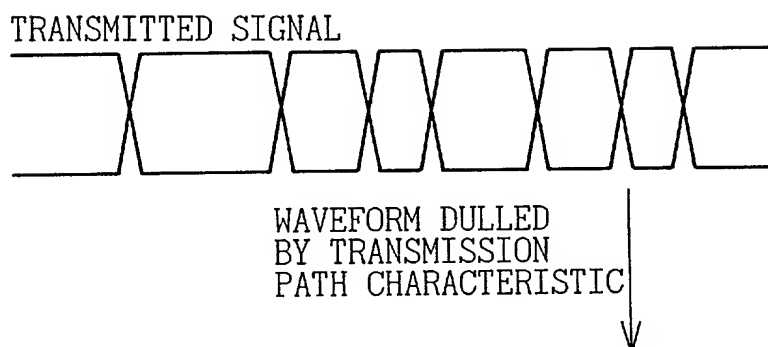 TRANSMITTED SIGNAL
WAVEFORM DULLED
BY TRANSMISSION
PATH CHARACTERISTIC